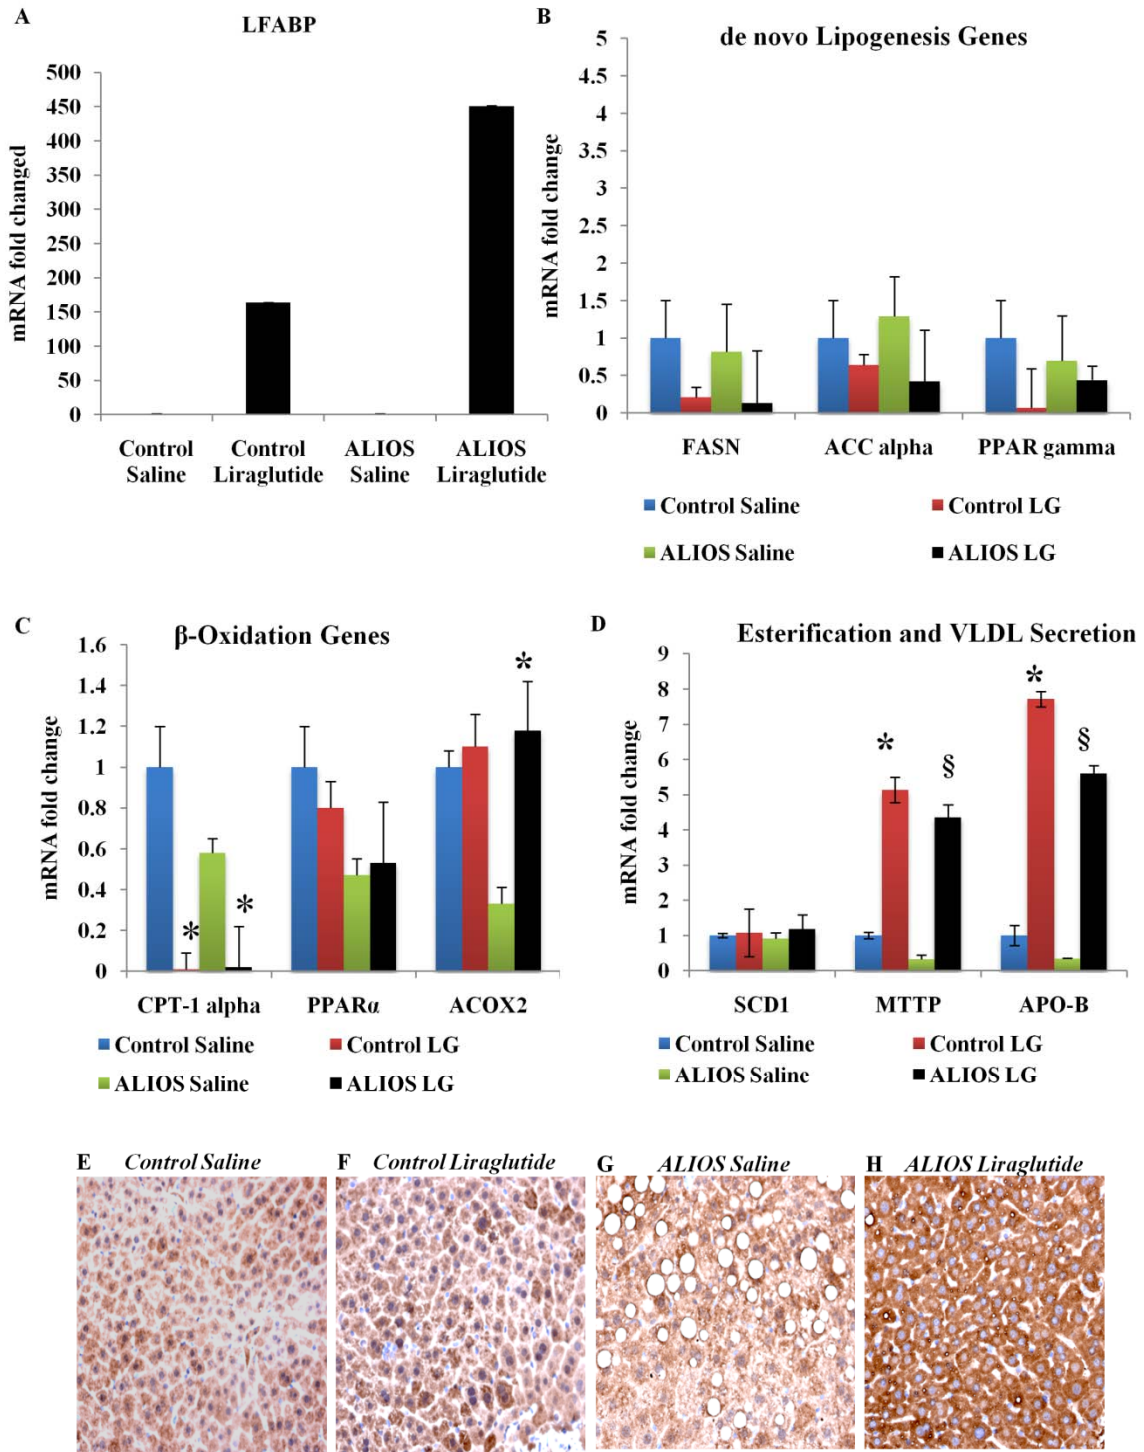 A
LFABP
mRNA fold changed
500
450
400
350
300
250
200
150
100
50
0
Control Saline
Control Liraglutide
ALIOS Saline
ALIOS Liraglutide
B
de novo Lipogenesis Genes
mRNA fold change
5
4.5
4
3.5
3
2.5
2
1.5
1
0.5
0
FASN ACC alpha PPAR gamma
Control Saline Control LG
ALIOS Saline ALIOS LG
C
β-Oxidation Genes
mRNA fold change
1.6
1.4
1.2
1
0.8
0.6
0.4
0.2
0
* * *
CPT-1 alpha PPARα ACOX2
Control Saline Control LG
ALIOS Saline ALIOS LG
D
Esterification and VLDL Secretion
mRNA fold change
9
8
7
6
5
4
3
2
1
0
* § * §
SCD1 MTTP APO-B
Control Saline Control LG
ALIOS Saline ALIOS LG
E Control Saline
F Control Liraglutide
G ALIOS Saline
H ALIOS Liraglutide